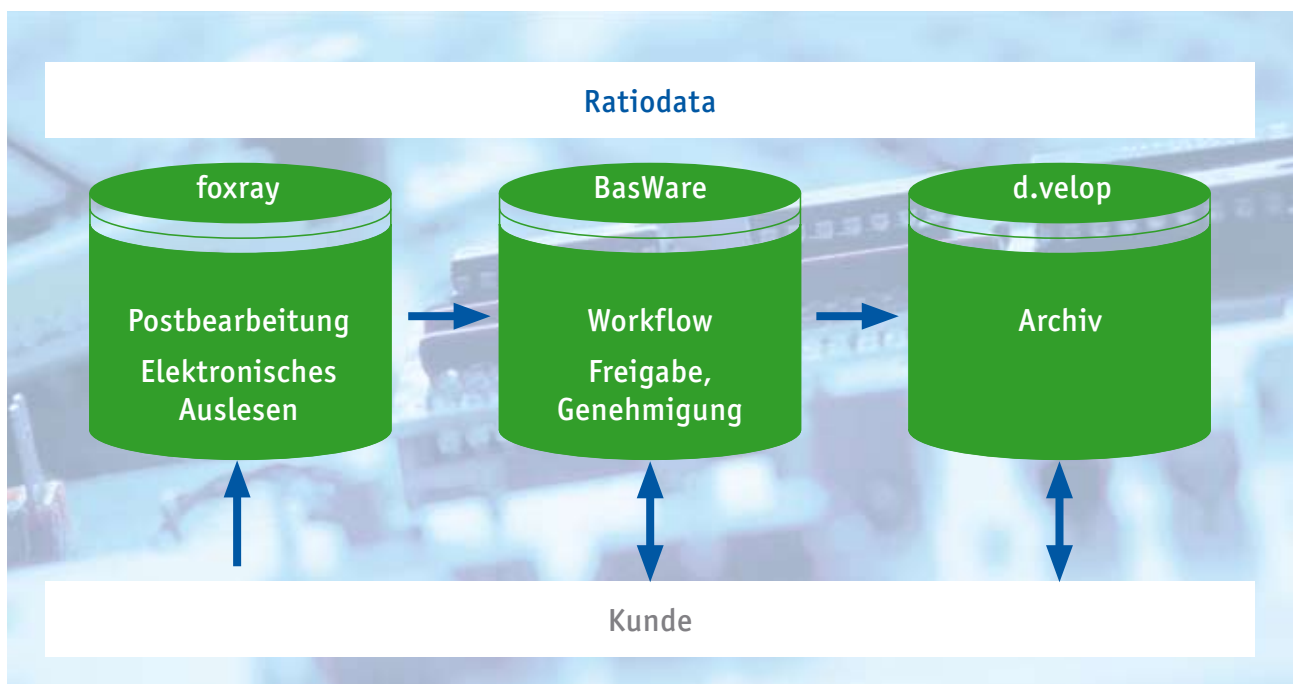 Ratiodata
foxray
BasWare
d.velop
Postbearbeitung
Elektronisches
Auslesen
Workflow
Freigabe,
Genehmigung
Archiv
Kunde